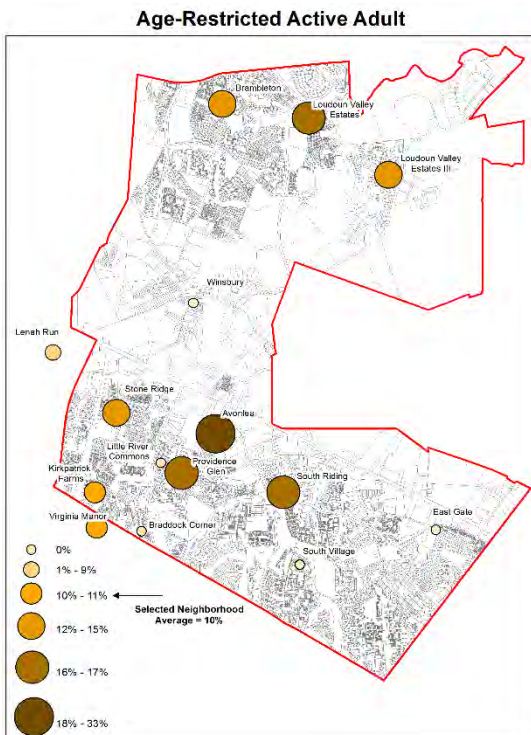 Age-Restricted Active Adult
Brambleton
Loudoun Valley
Estates
Loudoun Valley
Estates III
Winsbury
Lenah Run
Stone Ridge
Avonlea
Little River
Commons
Providence
Glen
Kirkpatrick
Farms
South Riding
Virginia Manor
Braddock Corner
East Gate
South Village
0%
1% - 9%
10% - 11%
Selected Neighborhood
Average = 10%
12% - 15%
16% - 17%
18% - 33%